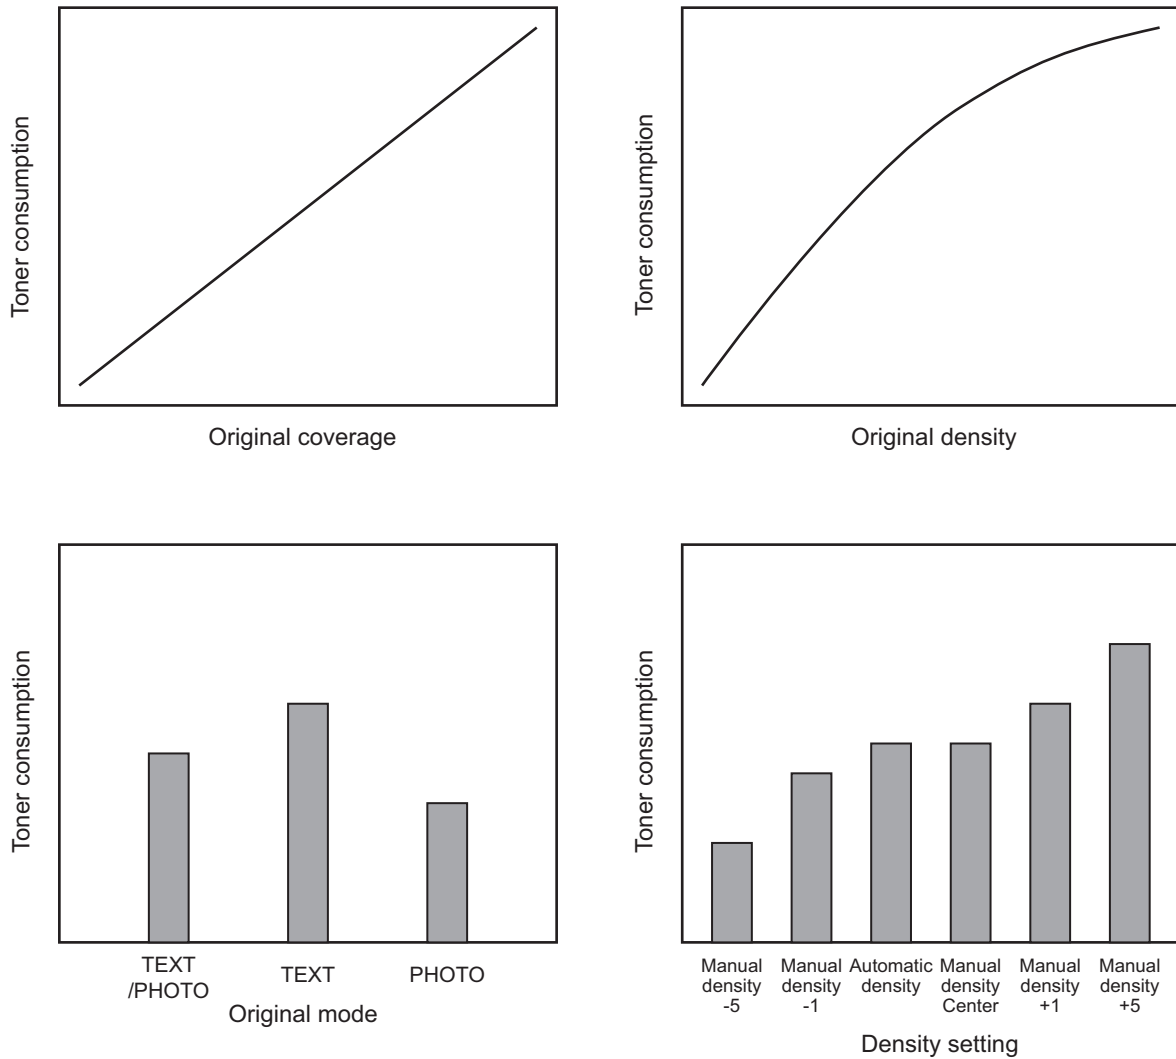 Toner consumption
Original coverage
Toner consumption
Original density
Toner consumption
TEXT
/PHOTO
TEXT
PHOTO
Original mode
Toner consumption
Manual
density
-5
Manual
density
-1
Automatic
density
Manual
density
Center
Manual
density
+1
Manual
density
+5
Density setting